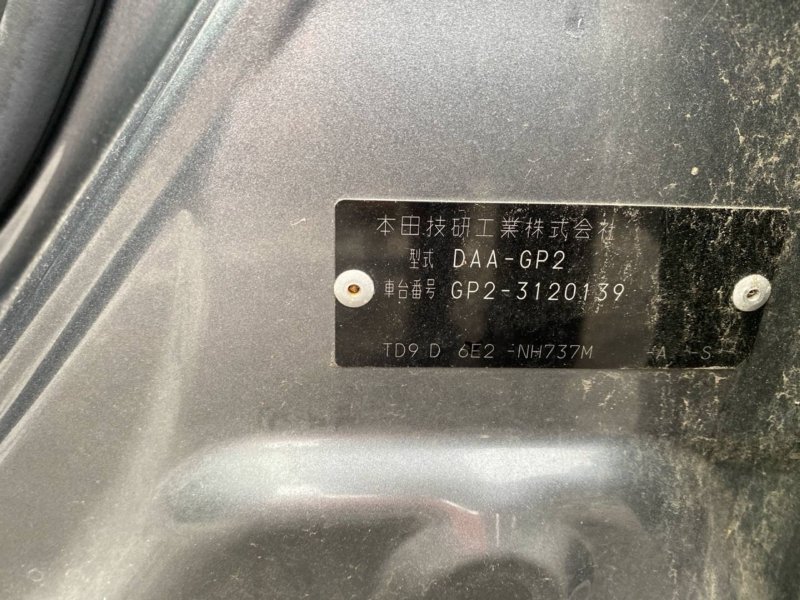 本田技研工業株式会社
型式 DAA-GP2
車台番号 GP2-3120139
TD9 D 6E2 -NH737M -A -S